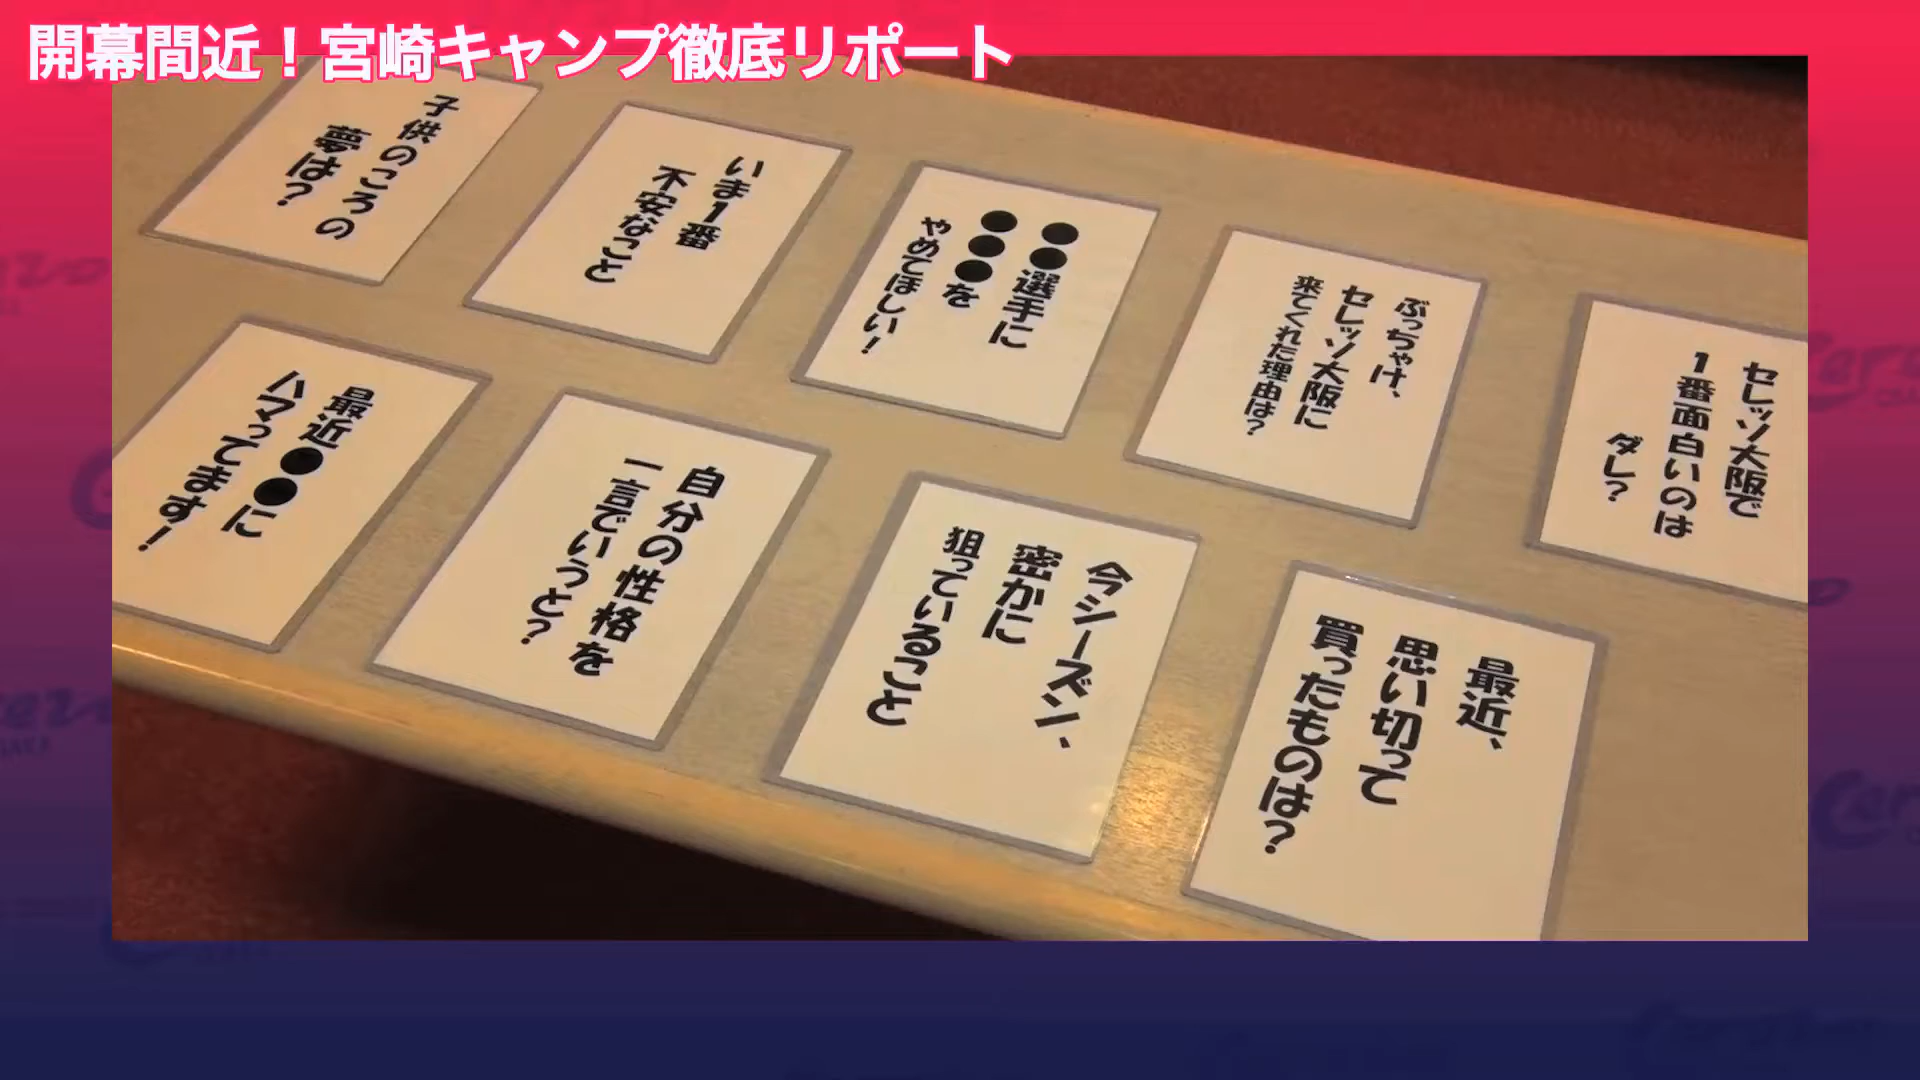 開幕間近！宮崎キャンプ徹底リポート
子供のころの
夢は？
いま1番
不安なこと
●●選手に
●●●を
やめてほしい！
ぶっちゃけ、
セレッソ大阪に
来てくれた理由は？
セレッソ大阪で
1番面白いのは
ダレ？
最近●●に
ハマってます！
自分の性格を
一言でいうと？
今シーズン、
密かに
狙っていること
最近、
思い切って
買ったものは？